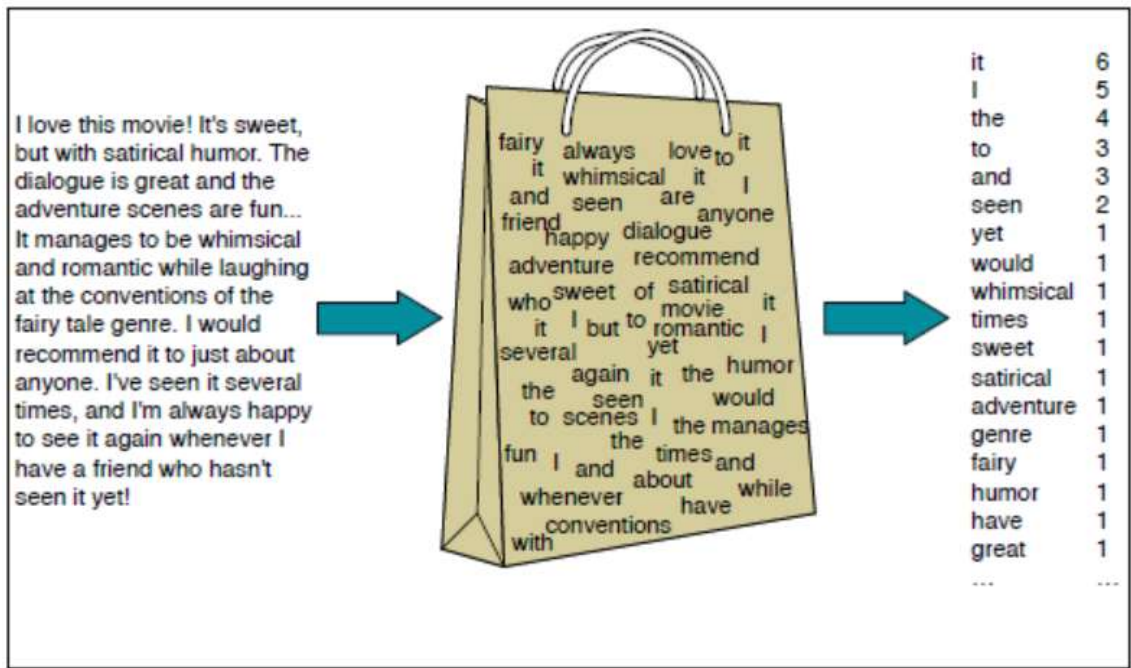 I love this movie! It's sweet,
but with satirical humor. The
dialogue is great and the
adventure scenes are fun...
It manages to be whimsical
and romantic while laughing
at the conventions of the
fairy tale genre. I would
recommend it to just about
anyone. I've seen it several
times, and I'm always happy
to see it again whenever I
have a friend who hasn't
seen it yet!
fairy always love to it
it whimsical it I
and seen are
friend anyone
happy dialogue
adventure recommend
who sweet of satirical
it I but to movie it
romantic I
several yet
again it the humor
the seen would
to scenes I the manages
fun the times and
I and about
whenever have while
conventions
with
it 6
I 5
the 4
to 3
and 3
seen 2
yet 1
would 1
whimsical 1
times 1
sweet 1
satirical 1
adventure 1
genre 1
fairy 1
humor 1
have 1
great 1
... ...